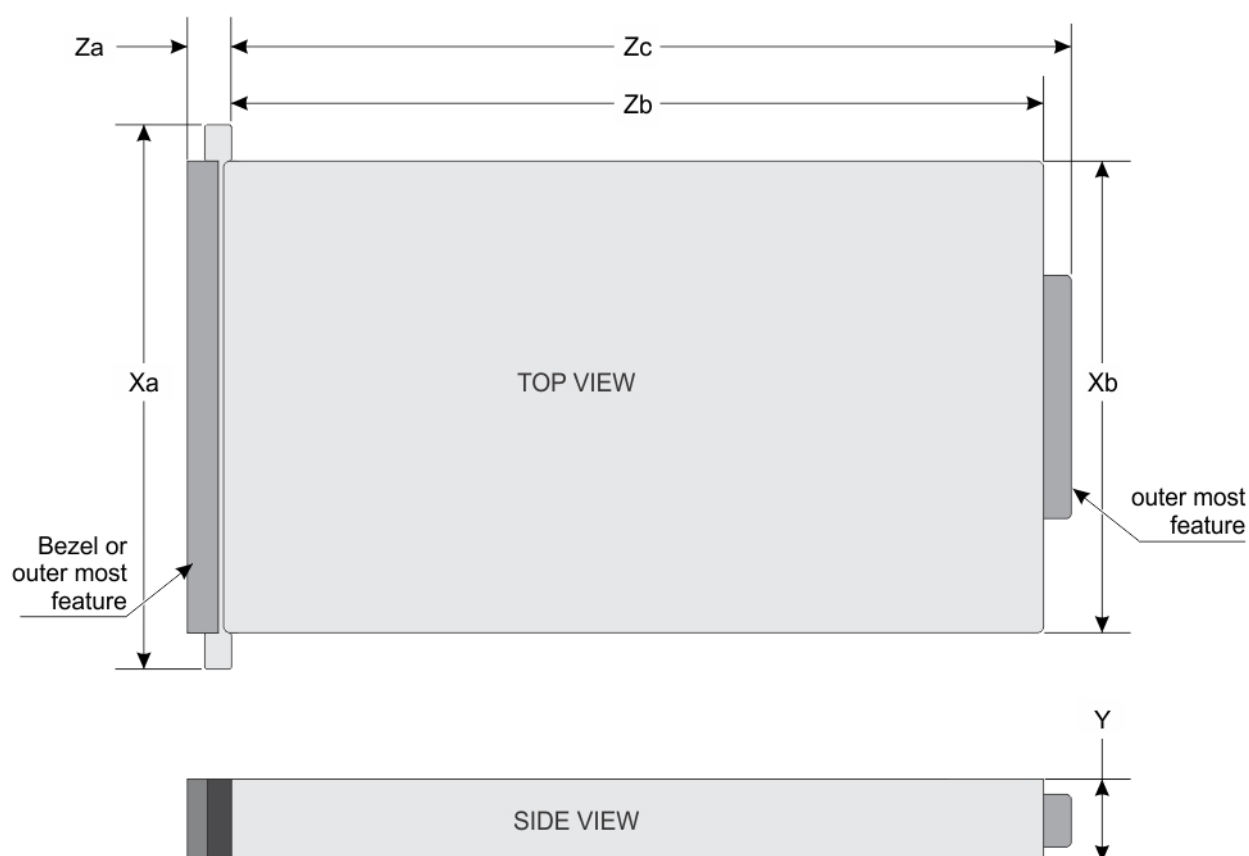 Za
Zc
Zb
Xa
TOP VIEW
Xb
outer most
feature
Bezel or
outer most
feature
Y
SIDE VIEW